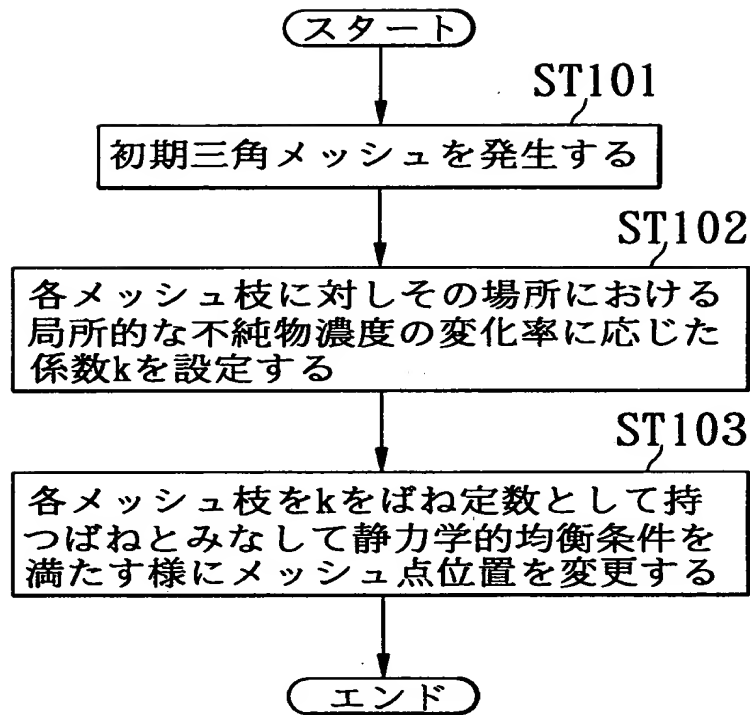 スタート
ST101
初期三角メッシュを発生する
ST102
各メッシュ枝に対しその場所における
局所的な不純物濃度の変化率に応じた
係数kを設定する
ST103
各メッシュ枝をkをばね定数として持
つばねとみなして静力学的均衡条件を
満たす様にメッシュ点位置を変更する
エンド